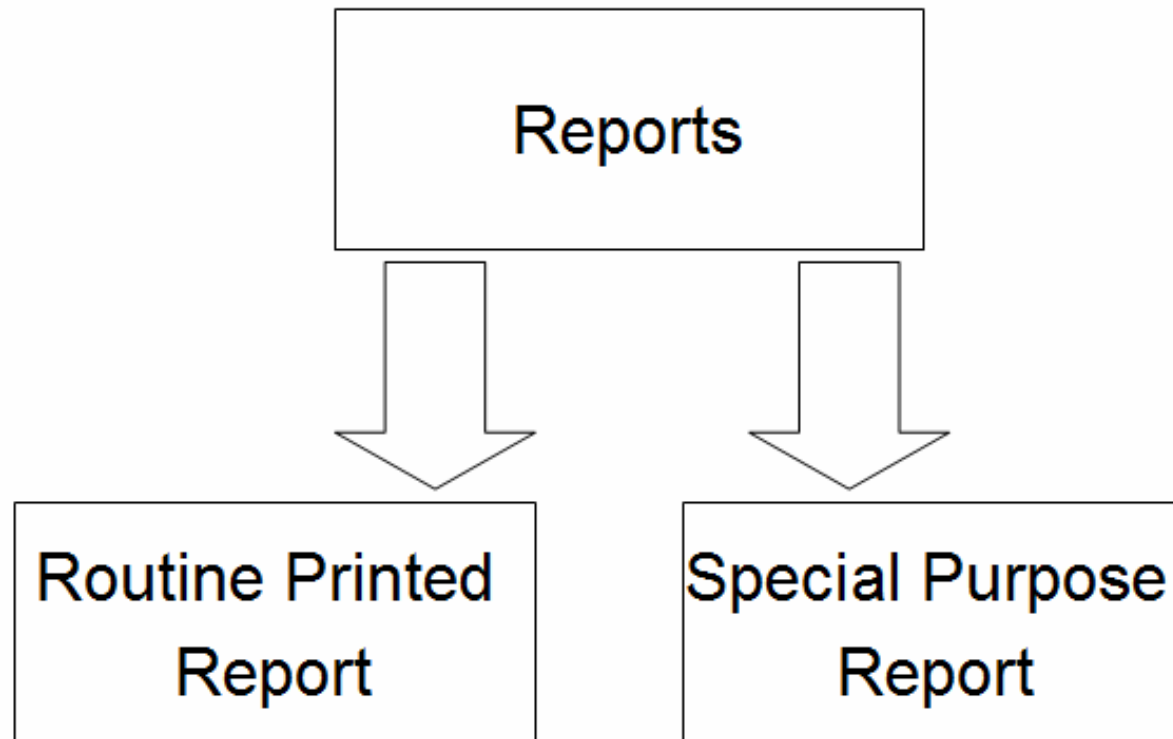 Reports
Routine Printed
Report
Special Purpose
Report